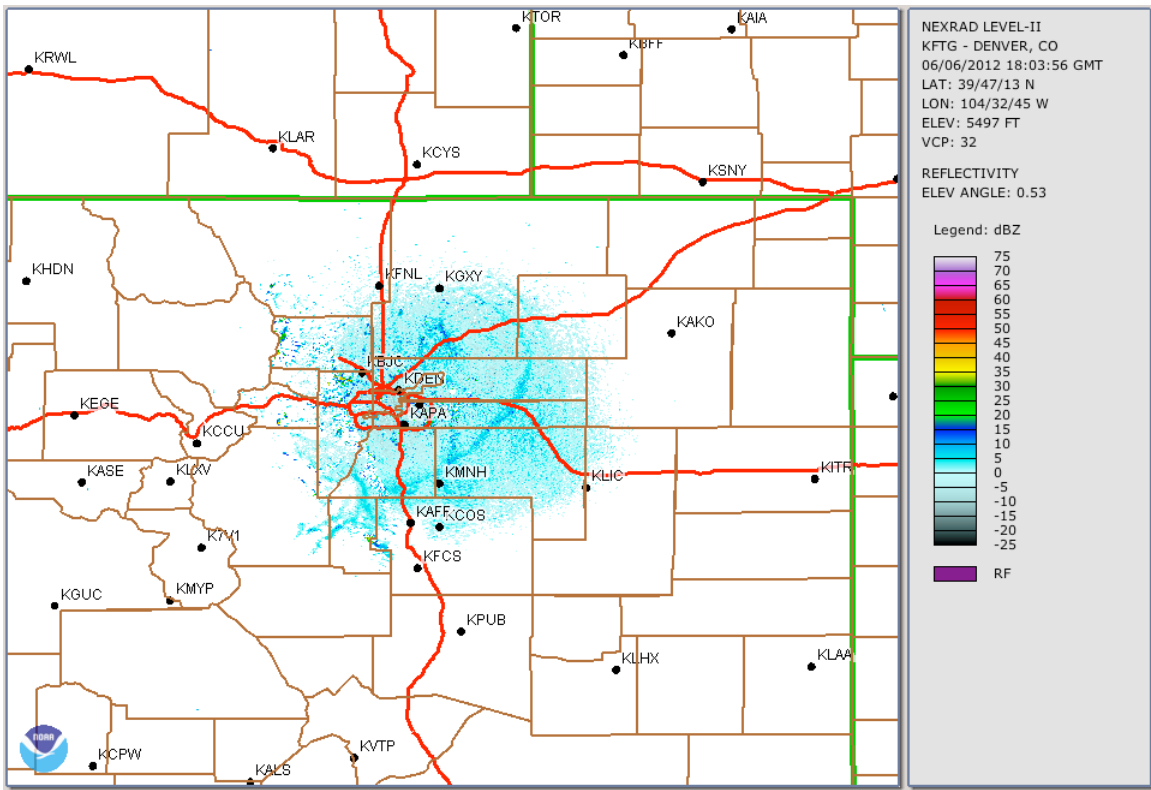 KTOR
KAIA
KRWL
KBFF
KLAR
KCYS
KSNY
KHDN
KFNL
KGXY
KAKO
KBJC
KDEN
KEGE
KAPA
KCCU
KASE
KLXV
KMNH
KLIC
KITR
KAFF
KCOS
K7V1
KFCS
KGUC
KMYP
KPUB
KLHX
KLAA
NOAA
KVTP
KCPW
KALS
NEXRAD LEVEL-II
KFTG - DENVER, CO
06/06/2012 18:03:56 GMT
LAT: 39/47/13 N
LON: 104/32/45 W
ELEV: 5497 FT
VCP: 32
REFLECTIVITY
ELEV ANGLE: 0.53
Legend: dBZ
75
70
65
60
55
50
45
40
35
30
25
20
15
10
5
0
-5
-10
-15
-20
-25
RF